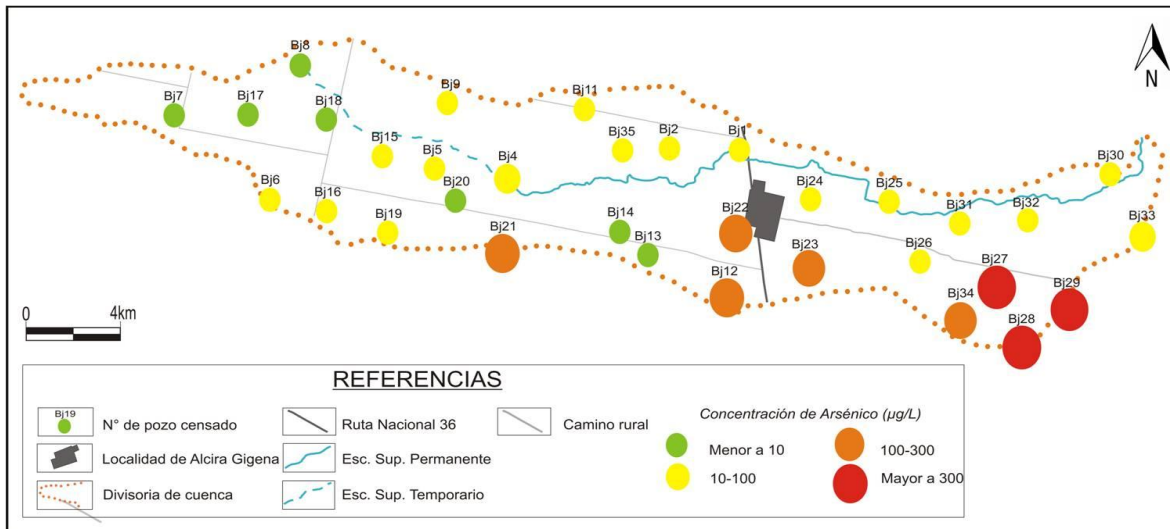 Bj8
N
Bj9
Bj11
Bj7
Bj17
Bj18
Bj35
Bj2
Bj1
Bj15
Bj5
Bj4
Bj30
Bj6
Bj16
Bj20
Bj24
Bj25
Bj19
Bj14
Bj22
Bj31
Bj32
Bj33
Bj21
Bj13
Bj23
Bj26
Bj27
Bj12
Bj34
Bj29
Bj28
0 4km
REFERENCIAS
Bj19
N° de pozo censado
Localidad de Alcira Gigena
Divisoria de cuenca
Ruta Nacional 36
Esc. Sup. Permanente
Esc. Sup. Temporario
Camino rural
Concentración de Arsénico (µg/L)
Menor a 10
10-100
100-300
Mayor a 300